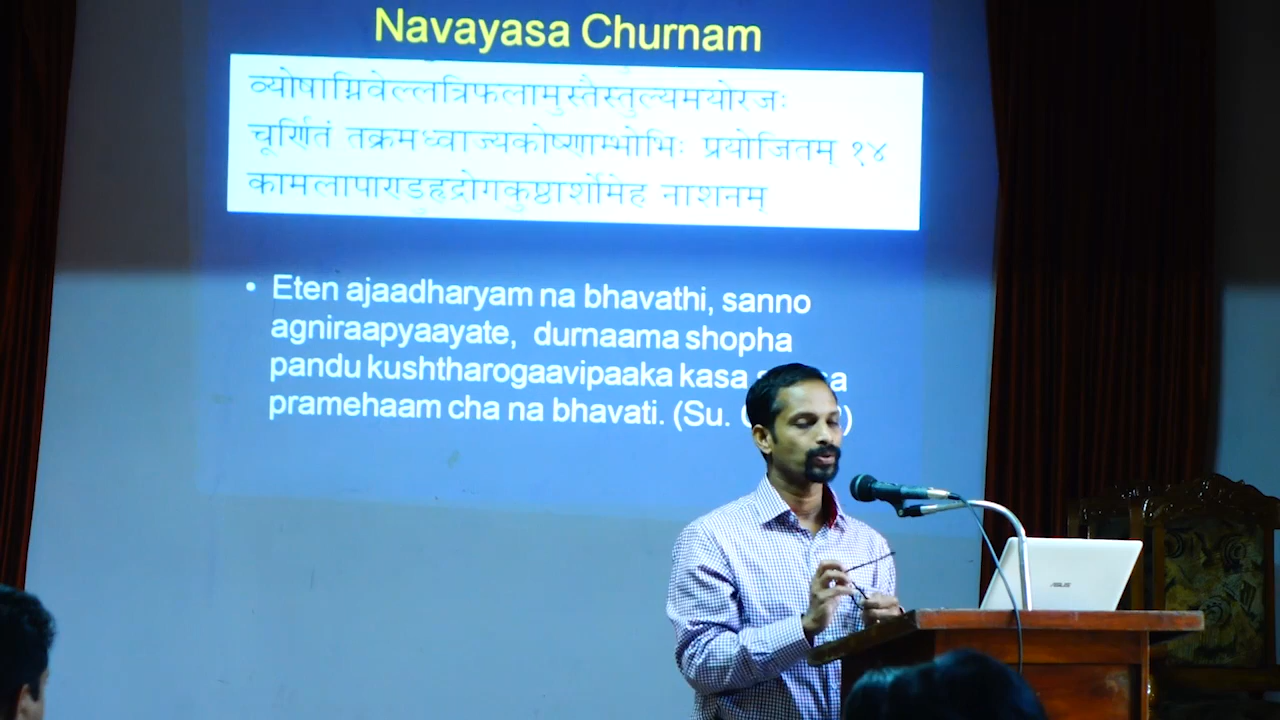 Navayasa Churnam
व्योषाग्निवेल्लत्रिफलामुस्तैस्तुल्यमयोरजः
चूर्णितं तक्रमध्वाज्यकोष्णाम्भोभिः प्रयोजितम् १४
कामलापाण्डुहृद्रोगकुष्ठार्शोमेह नाशनम्
• Eten ajaadharyam na bhavathi, sanno
agniraapyaayate, durnaama shopha
pandu kushtharogaavipaaka kasa
pramehaam cha na bhavati. (Su.
ASUS